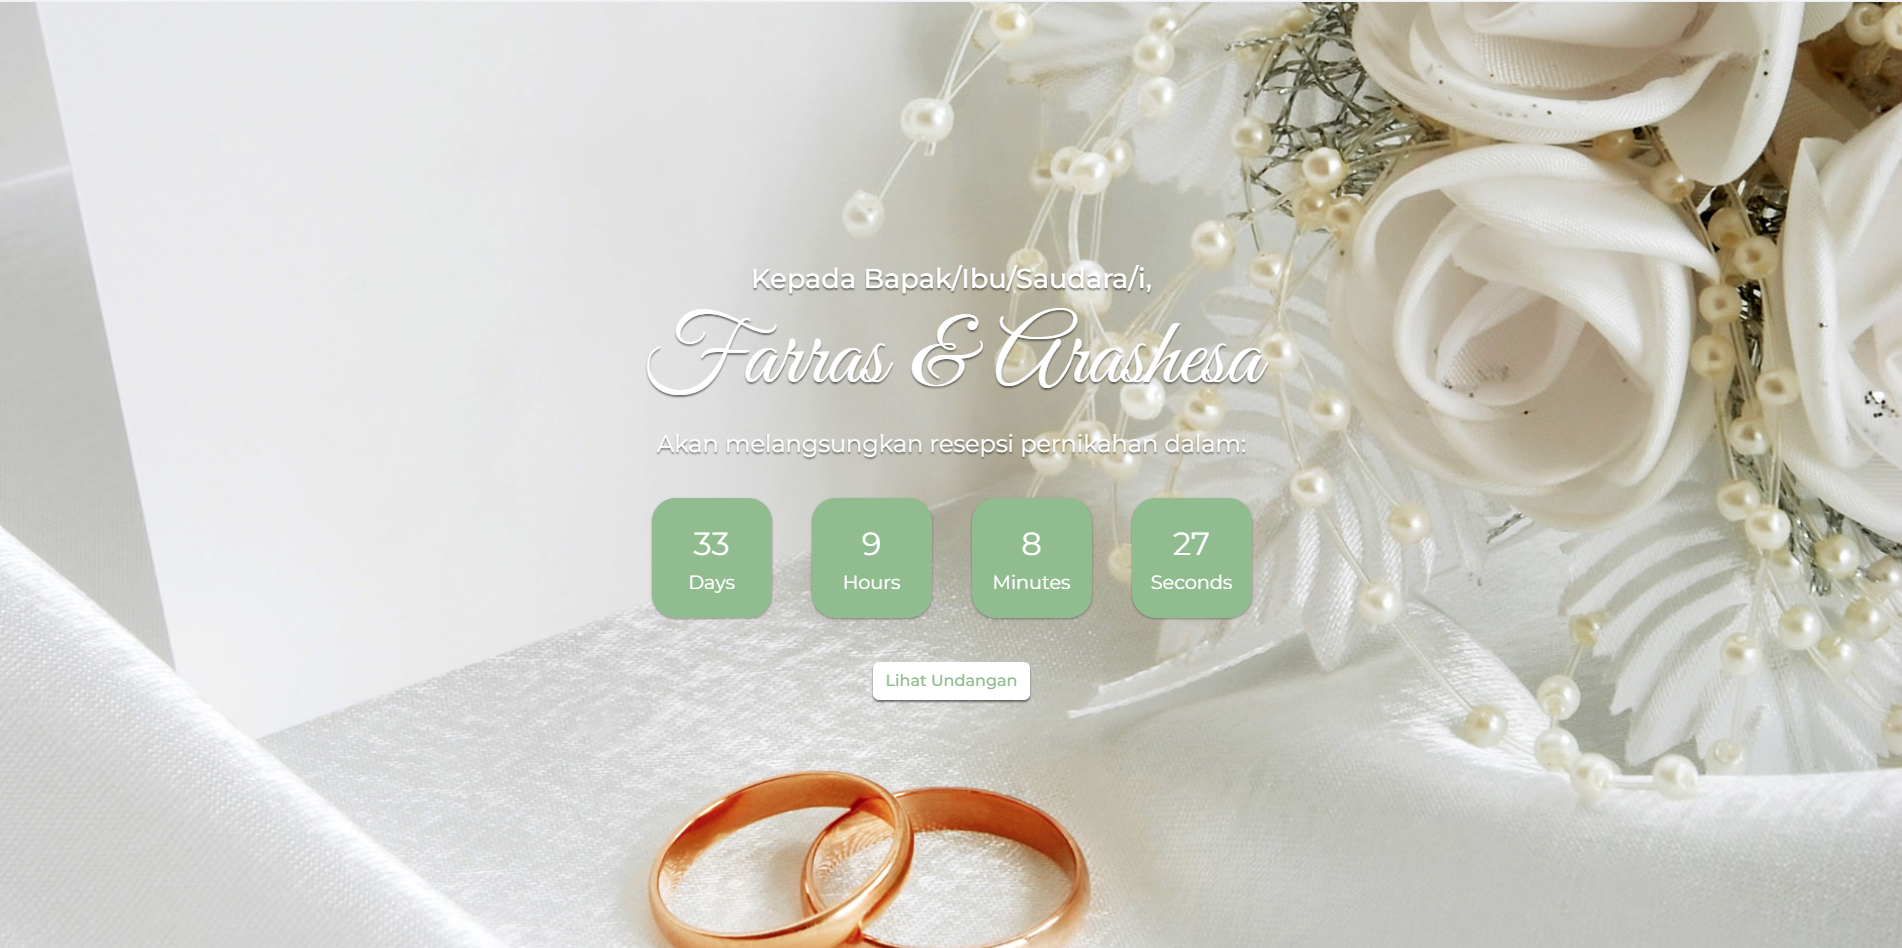 Kepada Bapak/Ibu/Saudara/i,
Farras & Arashesa
Akan melangsungkan resepsi pernikahan dalam:
33 9 8 27
Days Hours Minutes Seconds
Lihat Undangan